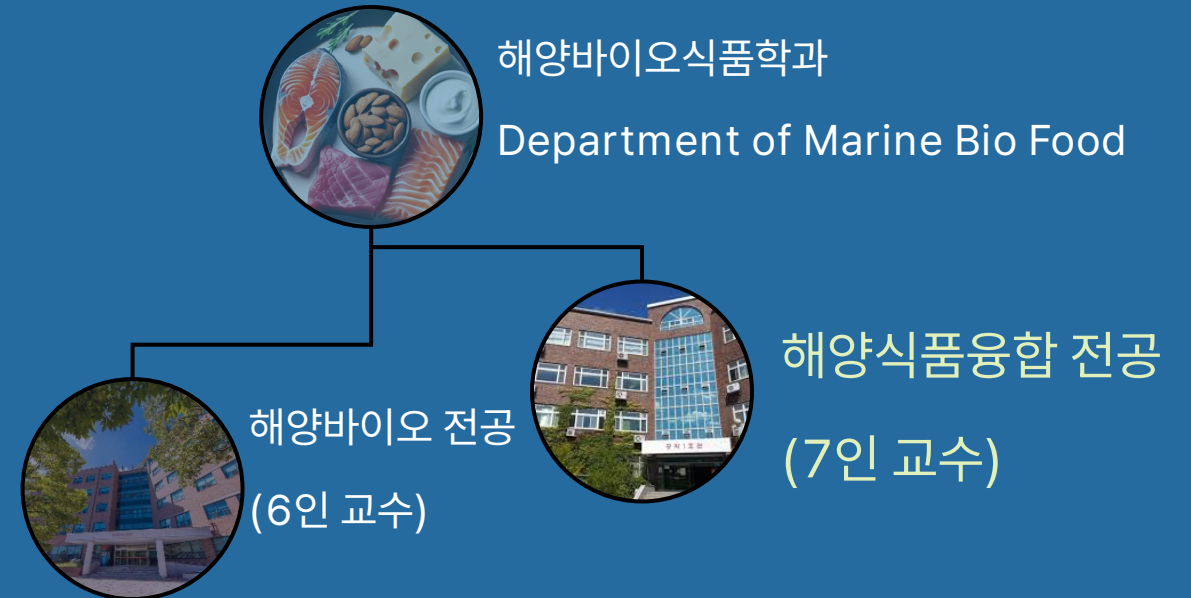 해양바이오식품학과
Department of Marine Bio Food
해양바이오 전공
(6인 교수)
해양식품융합 전공
(7인 교수)